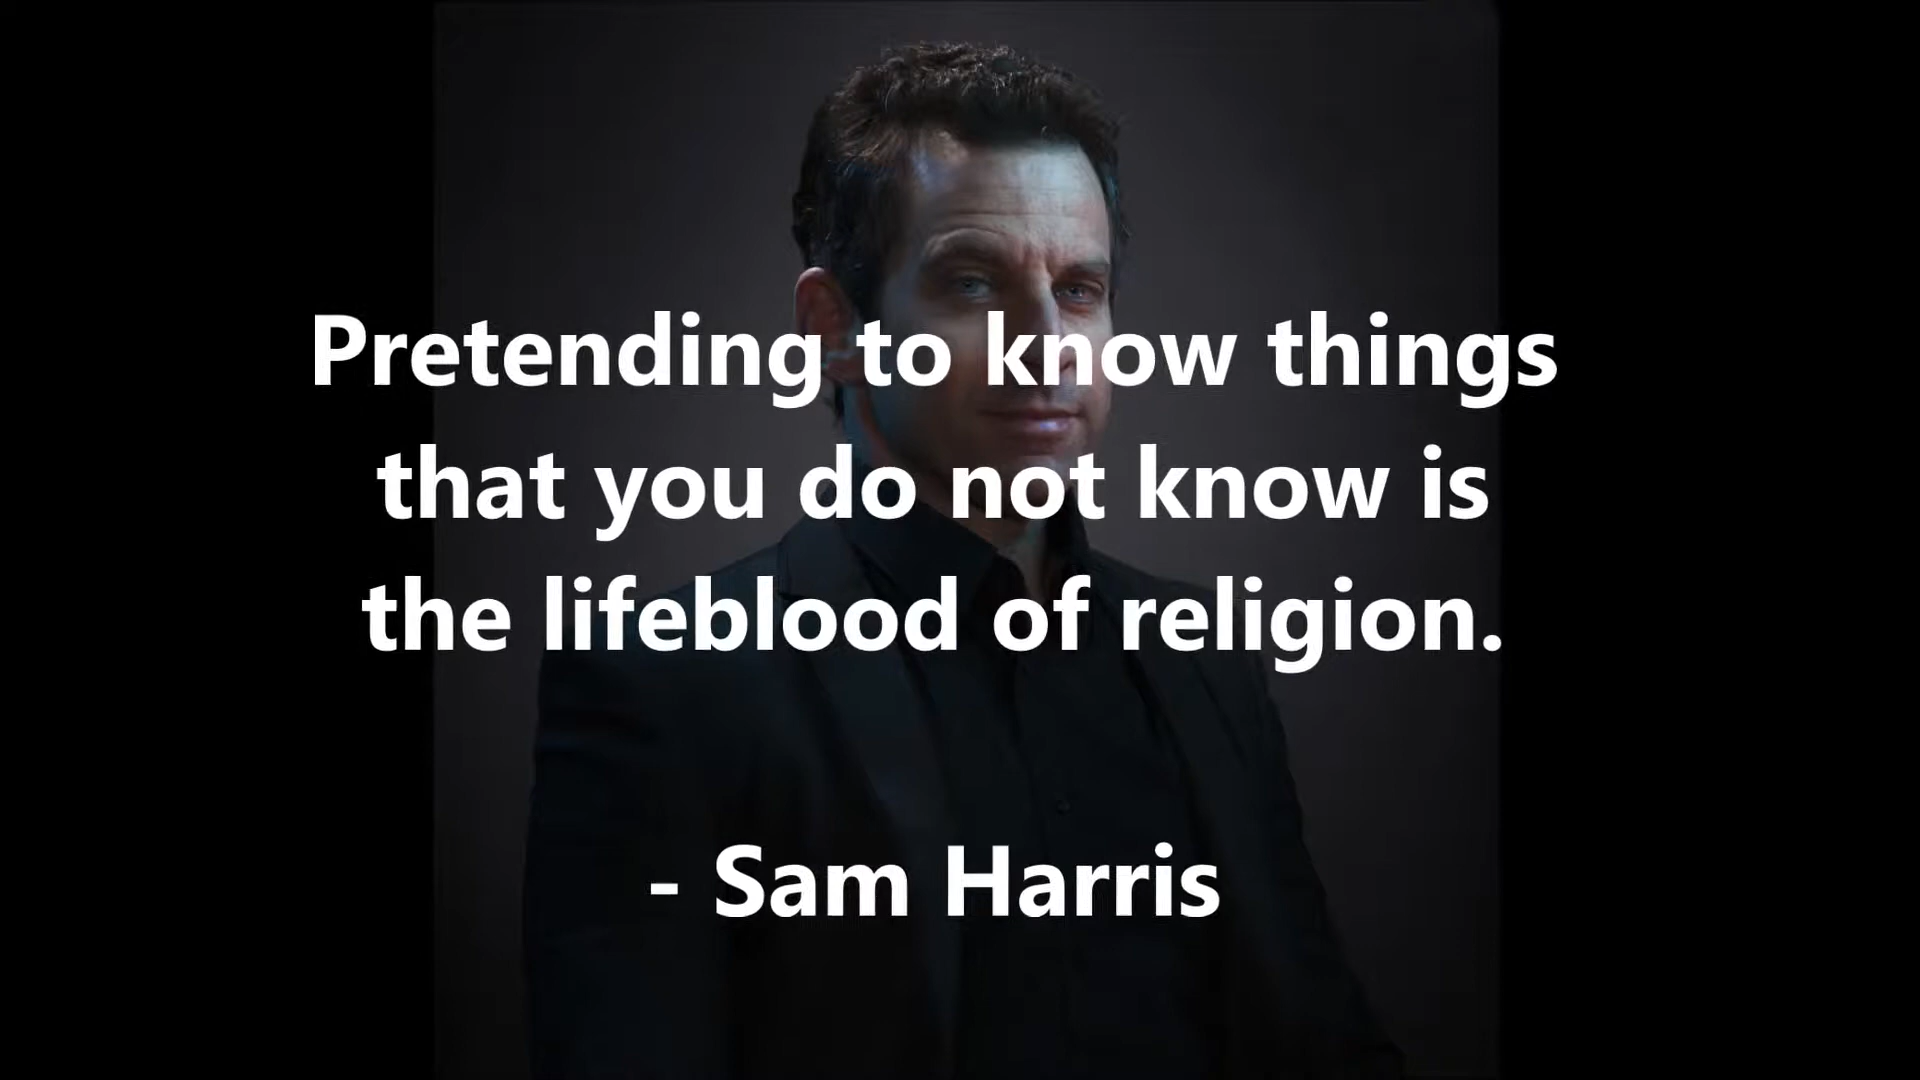 Pretending to know things
that you do not know is
the lifeblood of religion.
- Sam Harris